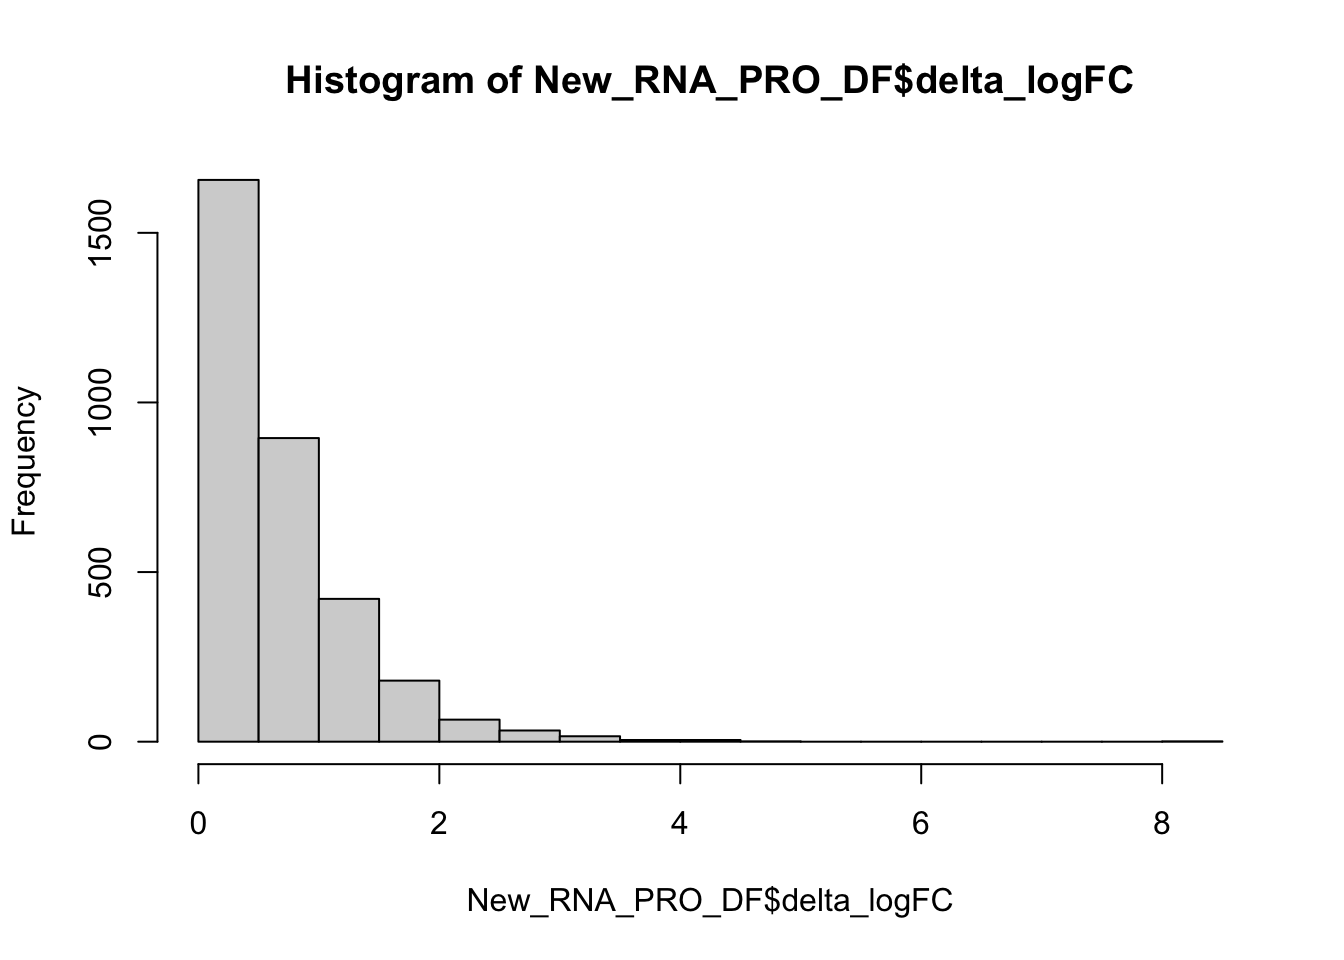 Histogram of New_RNA_PRO_DF$delta_logFC
Frequency
1500
1000
500
0
0 2 4 6 8
New_RNA_PRO_DF$delta_logFC